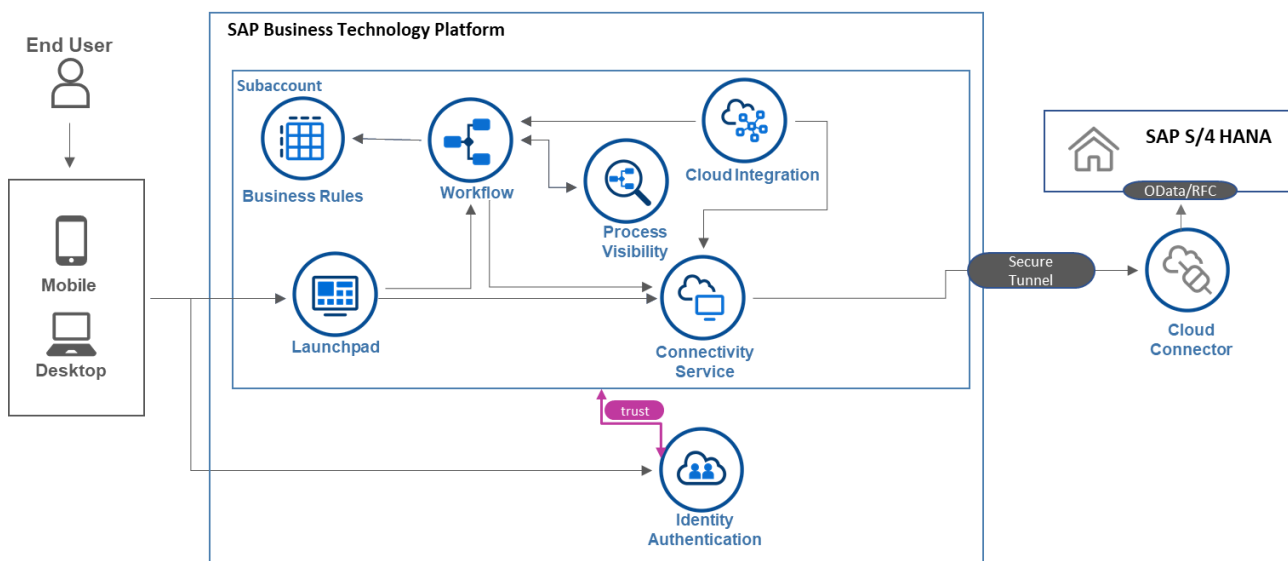 SAP Business Technology Platform
End User
Subaccount
SAP S/4 HANA
Business Rules
Workflow
Cloud Integration
OData/RFC
Process
Visibility
Mobile
Secure
Tunnel
Desktop
Launchpad
Connectivity
Service
Cloud
Connector
trust
Identity
Authentication